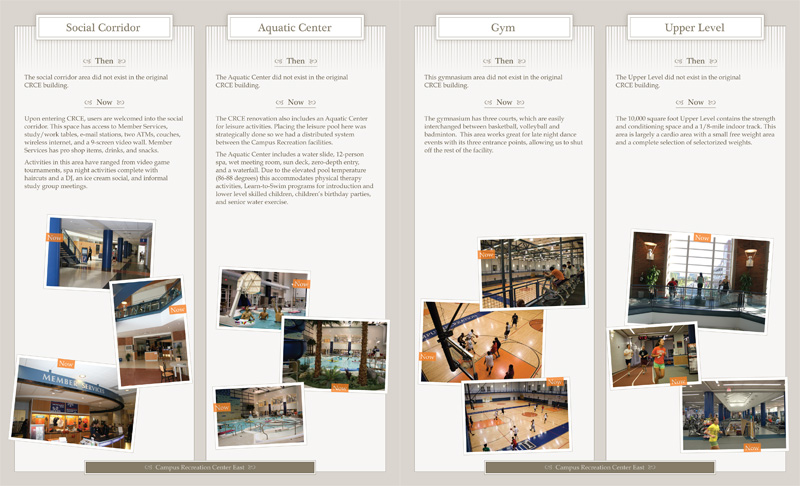 Social Corridor
Then
The social corridor area did not exist in the original
CRCE building.
Now
Upon entering CRCE, users are welcomed into the social
corridor. This space has access to Member Services,
study/work tables, e-mail stations, two ATMs, couches,
wireless internet, and a 9-screen video wall. Member
Services has pro shop items, drinks, and snacks.
Activities in this area have ranged from video game
tournaments, spa night activities complete with
haircuts and a DJ, an ice cream social, and informal
study group meetings.
Now
Now
Now
MEMBER SERVICES
Aquatic Center
Then
The Aquatic Center did not exist in the original
CRCE building.
Now
The CRCE renovation also includes an Aquatic Center
for leisure activities. Placing the leisure pool here was
strategically done so we had a distributed system
between the Campus Recreation facilities.
The Aquatic Center includes a water slide, 12-person
spa, wet meeting room, sun deck, zero-depth entry,
and a waterfall. Due to the elevated pool temperature
(86-88 degrees) this accommodates physical therapy
activities, Learn-to-Swim programs for introduction and
lower level skilled children, children's birthday parties,
and senior water exercise.
Now
Now
Now
Campus Recreation Center East
Gym
Then
This gymnasium area did not exist in the original
CRCE building.
Now
The gymnasium has three courts, which are easily
interchanged between basketball, volleyball and
badminton. This area works great for late night dance
events with its three entrance points, allowing us to shut
off the rest of the facility.
Now
Now
Now
Upper Level
Then
The Upper Level did not exist in the original
CRCE building.
Now
The 10,000 square foot Upper Level contains the strength
and conditioning space and a 1/8-mile indoor track. This
area is largely a cardio area with a small free weight area
and a complete selection of selectorized weights.
Now
Now
Now
Campus Recreation Center East